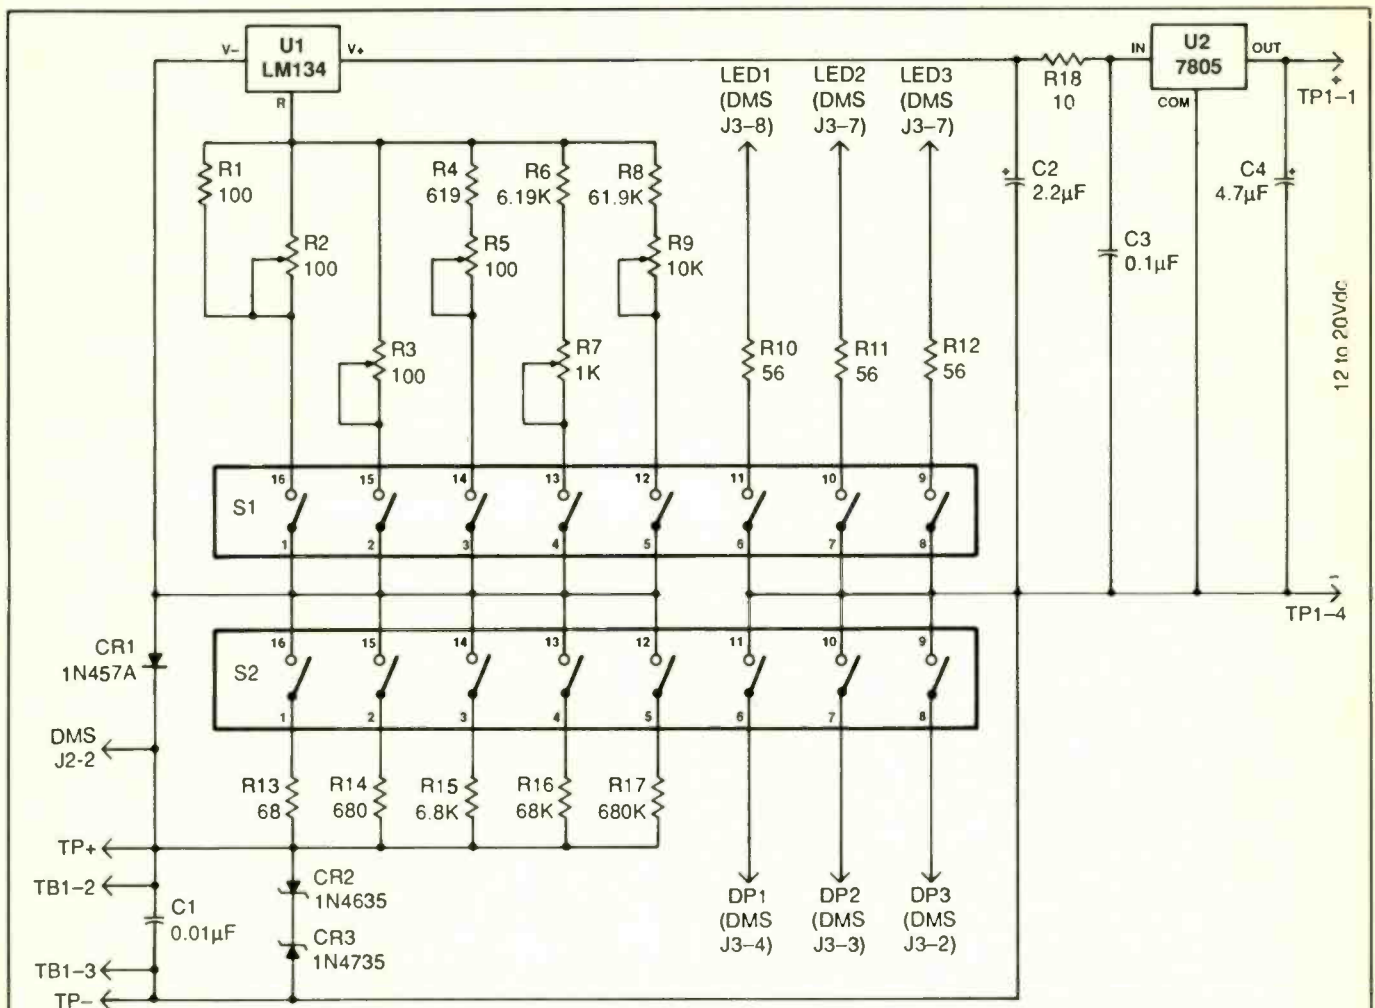 V- U1 LM134 V+
R
IN U2 7805 OUT
COM
R18
10
+
TP1-1
LED1
(DMS
J3-8)
LED2
(DMS
J3-7)
LED3
(DMS
J3-7)
R1
100
R2
100
R3
100
R4
619
R5
100
R6
6.19K
R7
1K
R8
61.9K
R9
10K
R10
56
R11
56
R12
56
+
C2
2.2µF
C3
0.1µF
+
C4
4.7µF
12 to 20Vdc
S1
16 15 14 13 12 11 10 9
1 2 3 4 5 6 7 8
-
TP1-4
CR1
1N457A
S2
16 15 14 13 12 11 10 9
1 2 3 4 5 6 7 8
DMS
J2-2
R13
68
R14
680
R15
6.8K
R16
68K
R17
680K
TP+
TB1-2
C1
0.01µF
CR2
1N4635
CR3
1N4735
TB1-3
TP-
DP1
(DMS
J3-4)
DP2
(DMS
J3-3)
DP3
(DMS
J3-2)